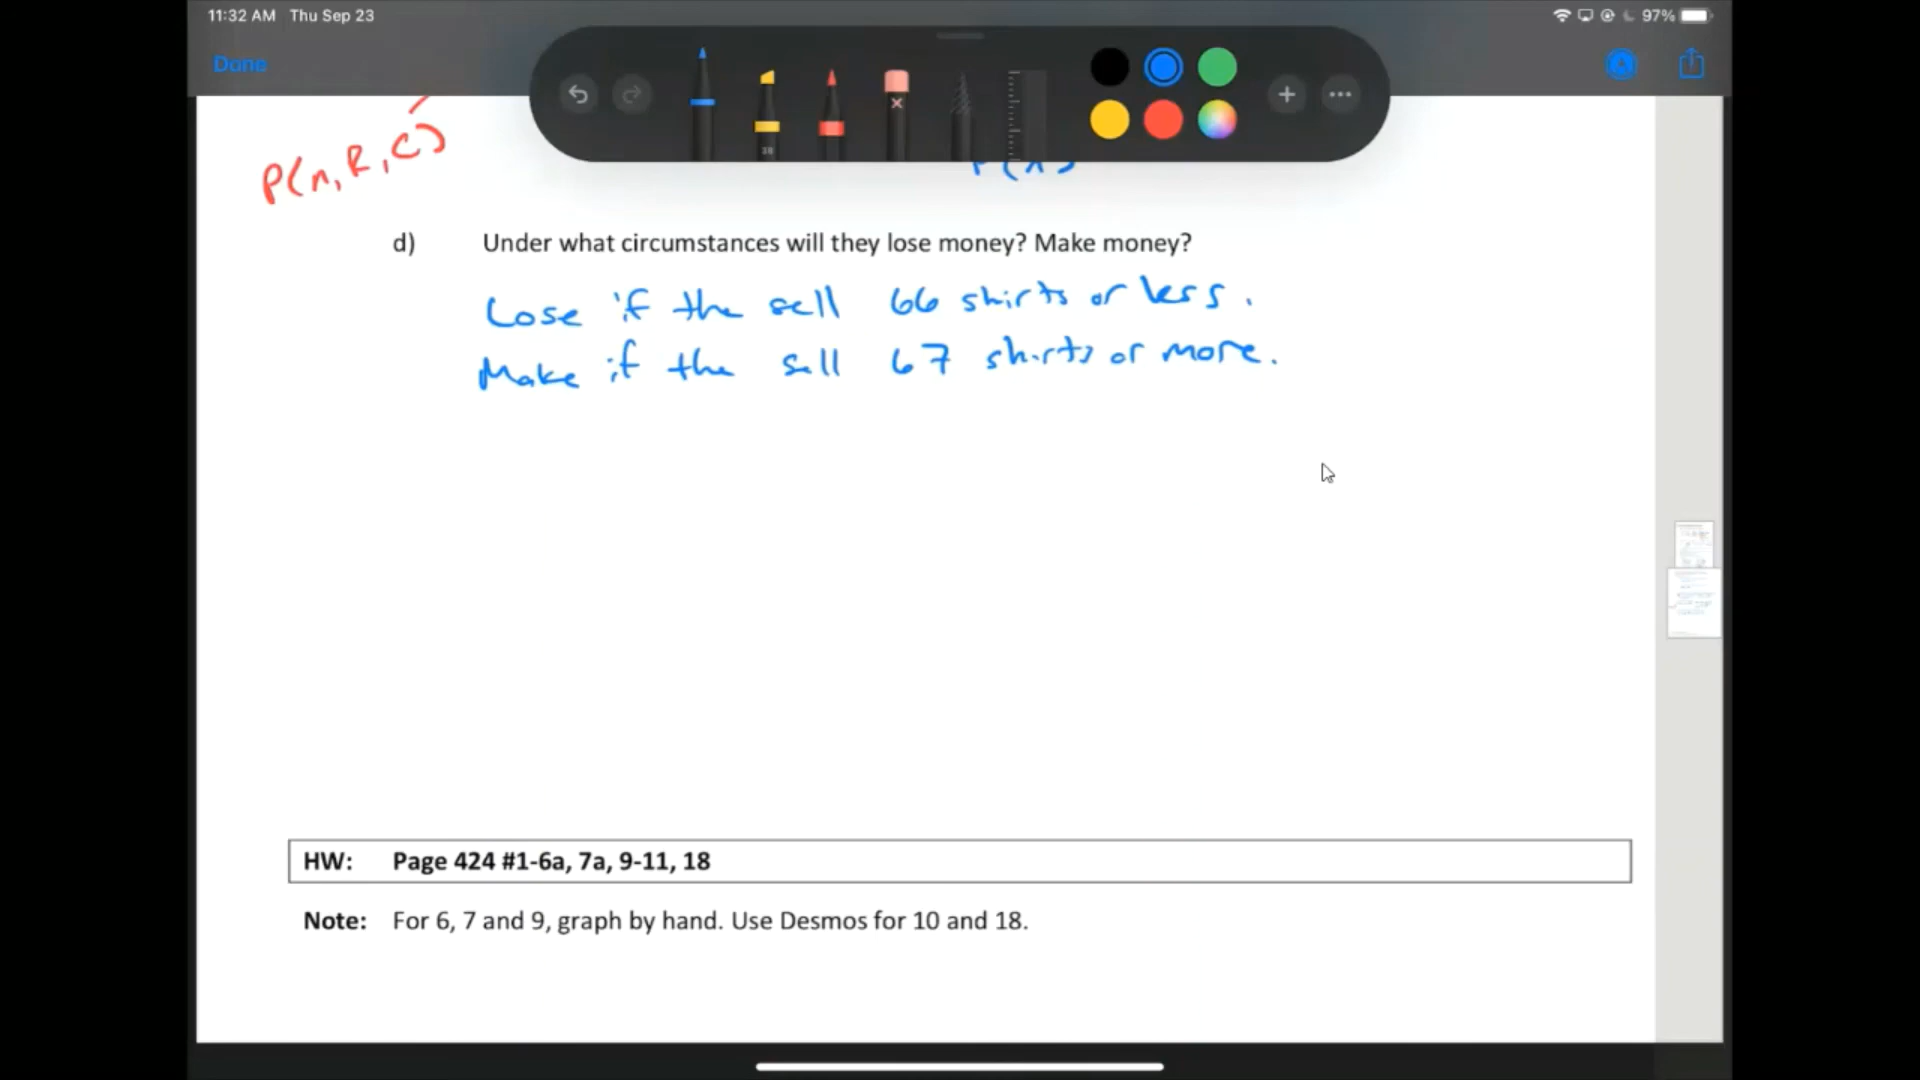 11:32 AM Thu Sep 23
97%
Done
P(n, R, C)
d) Under what circumstances will they lose money? Make money?
Lose if the sell 66 shirts or less.
Make if the sell 67 shirts or more.
HW: Page 424 #1-6a, 7a, 9-11, 18
Note: For 6, 7 and 9, graph by hand. Use Desmos for 10 and 18.